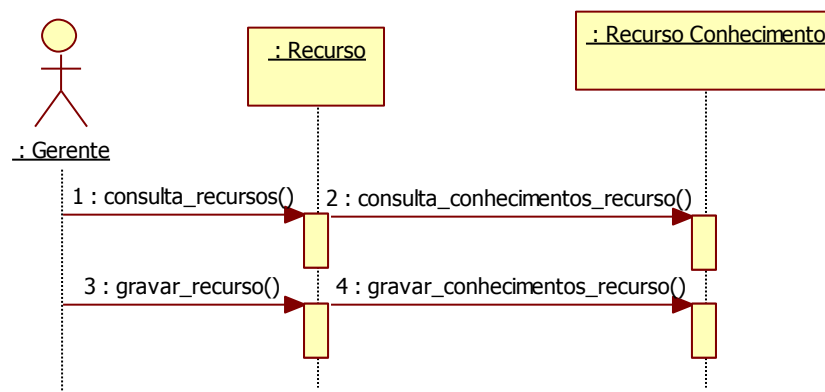 : Recurso
: Recurso Conhecimento
: Gerente
1 : consulta_recursos()
2 : consulta_conhecimentos_recurso()
3 : gravar_recurso()
4 : gravar_conhecimentos_recurso()